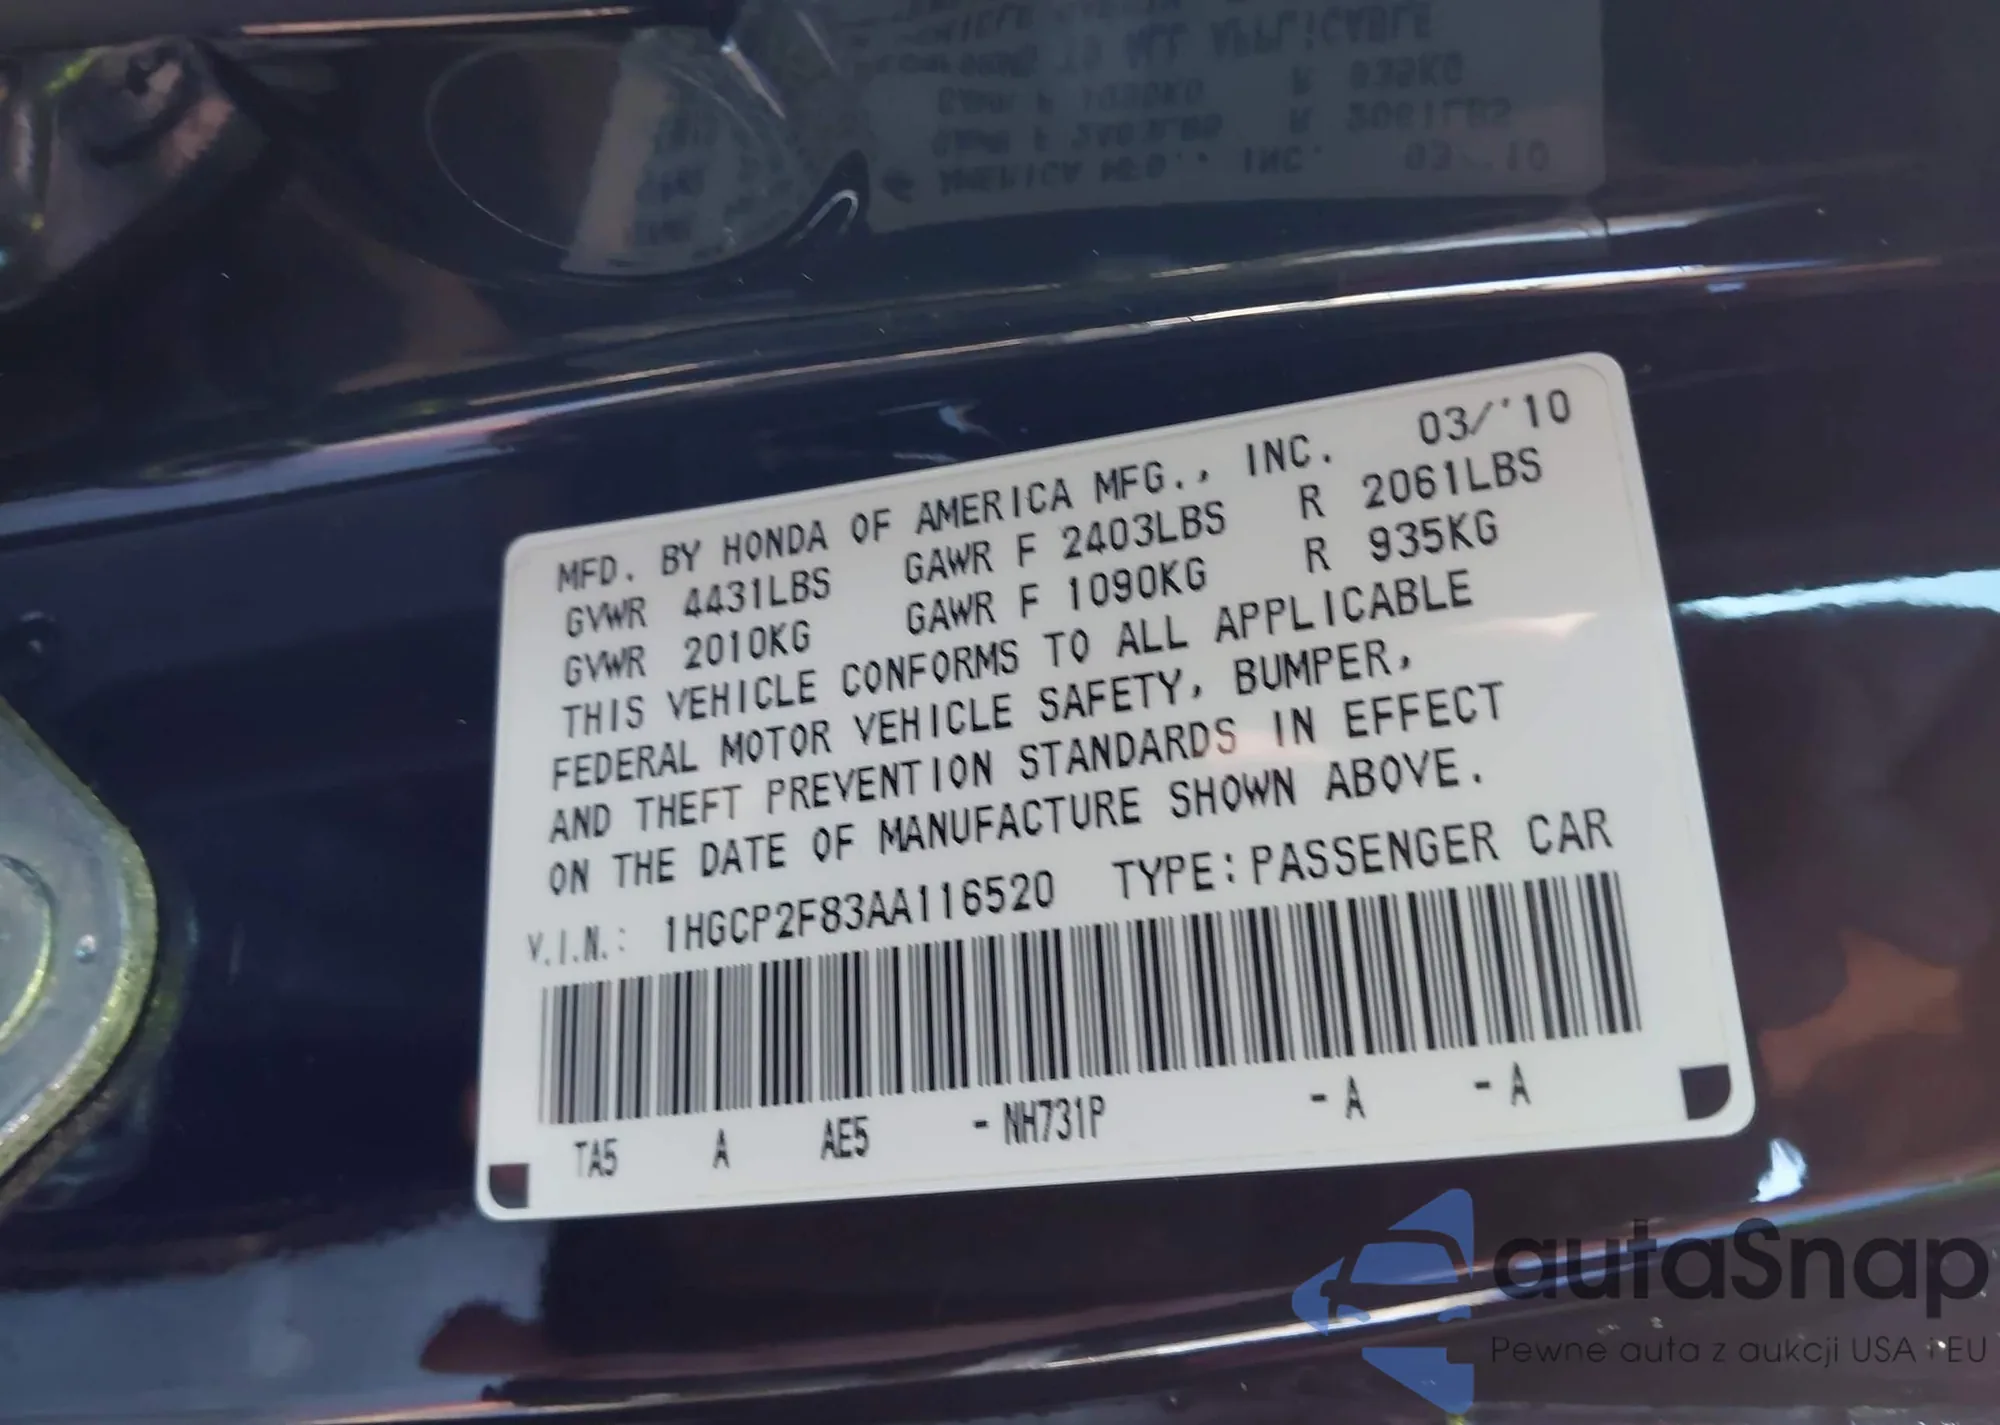 MFD. BY HONDA OF AMERICA MFG., INC. 03/'10
GVWR 4431LBS GAWR F 2403LBS R 2061LBS
GVWR 2010KG GAWR F 1090KG R 935KG
THIS VEHICLE CONFORMS TO ALL APPLICABLE
FEDERAL MOTOR VEHICLE SAFETY, BUMPER,
AND THEFT PREVENTION STANDARDS IN EFFECT
ON THE DATE OF MANUFACTURE SHOWN ABOVE.
V.I.N.: 1HGCP2F83AA116520 TYPE:PASSENGER CAR
TA5 A AE5 -NH731P -A -A
autaSnap
Pewne auta z aukcji USA i EU